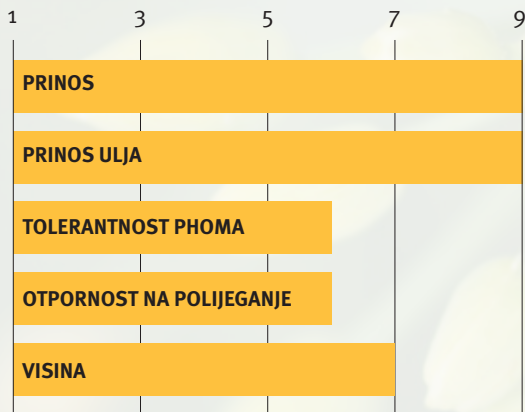 1 3 5 7 9
PRINOS
PRINOS ULJA
TOLERANTNOST PHOMA
OTPORNOST NA POLIJEGANJE
VISINA